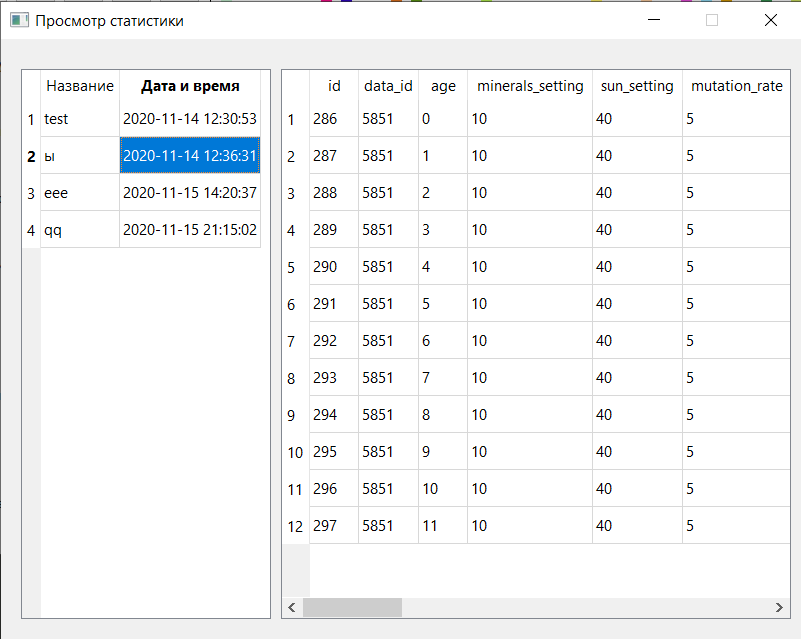 Просмотр статистики
Название Дата и время
1 test 2020-11-14 12:30:53
2 ы 2020-11-14 12:36:31
3 eee 2020-11-15 14:20:37
4 qq 2020-11-15 21:15:02
id data_id age minerals_setting sun_setting mutation_rate
1 286 5851 0 10 40 5
2 287 5851 1 10 40 5
3 288 5851 2 10 40 5
4 289 5851 3 10 40 5
5 290 5851 4 10 40 5
6 291 5851 5 10 40 5
7 292 5851 6 10 40 5
8 293 5851 7 10 40 5
9 294 5851 8 10 40 5
10 295 5851 9 10 40 5
11 296 5851 10 10 40 5
12 297 5851 11 10 40 5